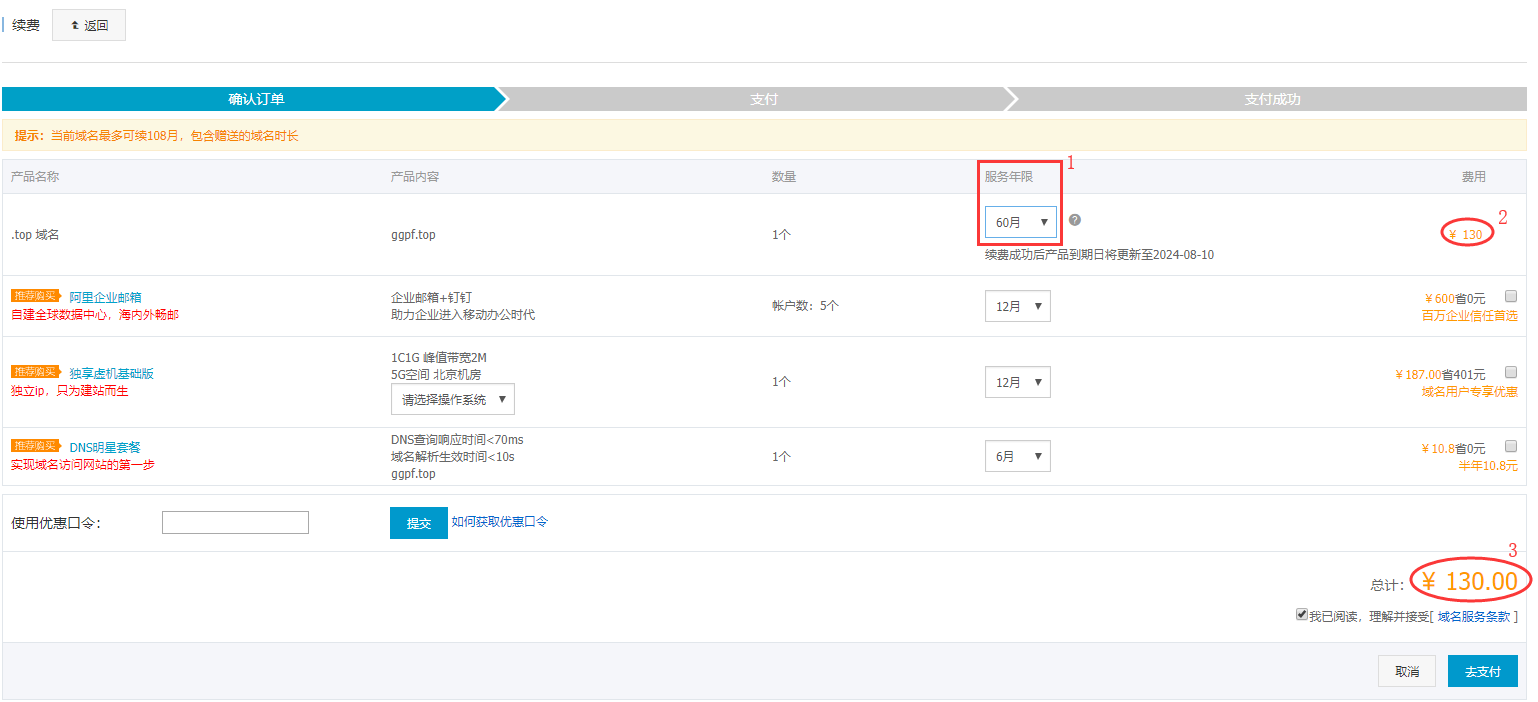 续费
返回
确认订单
支付
支付成功
提示：当前域名最多可续108月，包含赠送的域名时长
产品名称
产品内容
数量
服务年限
1
费用
.top 域名
ggpf.top
1个
60月
?
续费成功后产品到期日将更新至2024-08-10
2
¥ 130
推荐购买
阿里企业邮箱
自建全球数据中心，海内外畅邮
企业邮箱+钉钉
助力企业进入移动办公时代
帐户数：5个
12月
¥600省0元
百万企业信任首选
推荐购买
独享虚机基础版
独立ip，只为建站而生
1C1G 峰值带宽2M
5G空间 北京机房
请选择操作系统
1个
12月
¥187.00省401元
域名用户专享优惠
推荐购买
DNS明星套餐
实现域名访问网站的第一步
DNS查询响应时间<70ms
域名解析生效时间<10s
ggpf.top
1个
6月
¥10.8省0元
半年10.8元
使用优惠口令：
提交
如何获取优惠口令
3
总计：¥ 130.00
我已阅读，理解并接受[ 域名服务条款 ]
取消
去支付